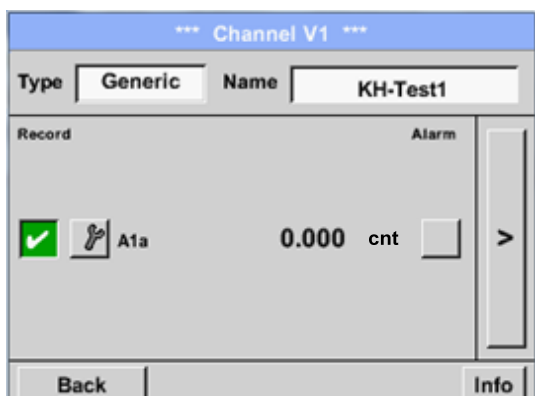 *** Channel V1 ***
Type Generic Name KH-Test1
Record Alarm
A1a 0.000 cnt >
Back Info